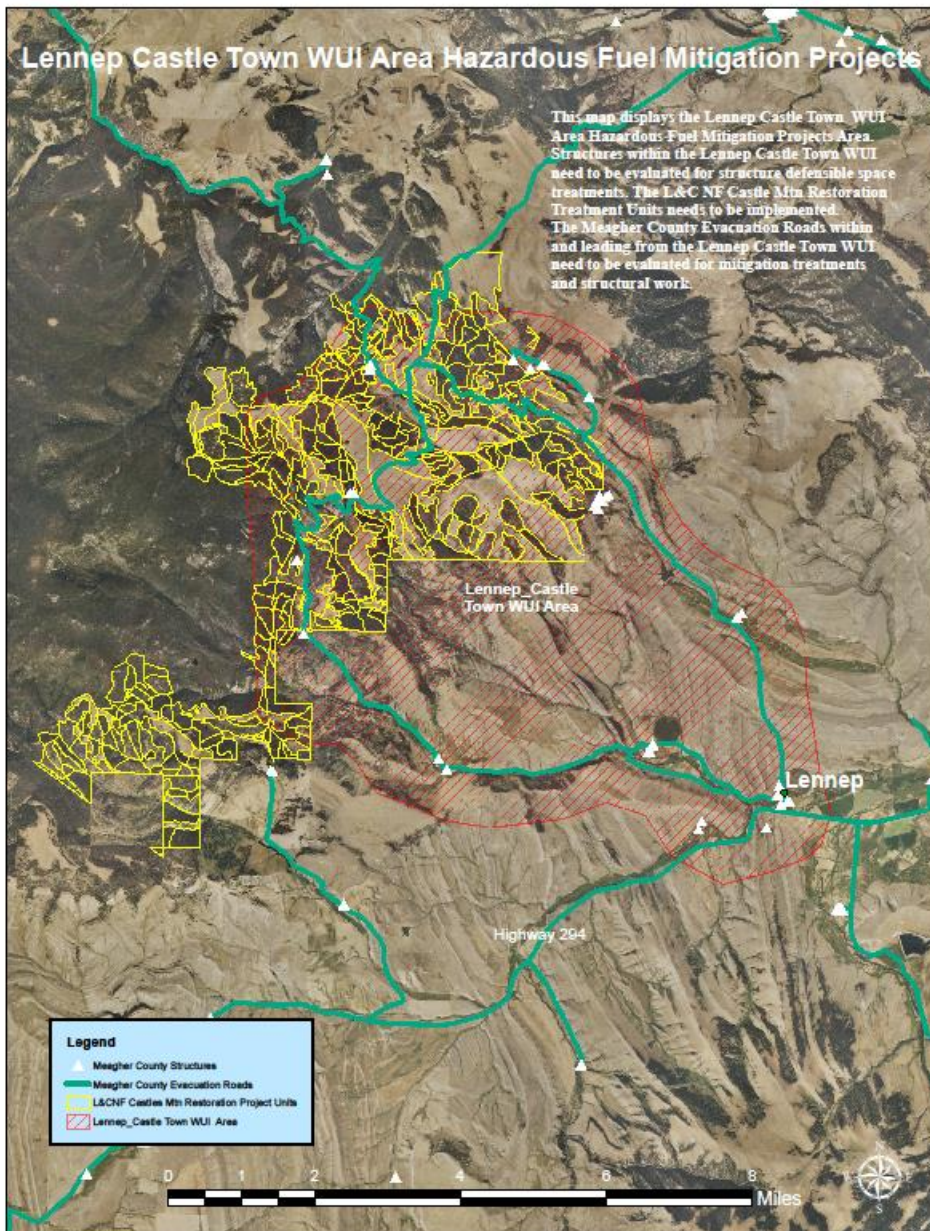 Lennep Castle Town WUI Area Hazardous Fuel Mitigation Projects
This map displays the Lennep Castle Town WUI
Area Hazardous Fuel Mitigation Projects Area.
Structures within the Lennep Castle Town WUI
need to be evaluated for structure defensible space
treatments. The L&C NF Castle Mtn Restoration
Treatment Units needs to be implemented.
The Meagher County Evacuation Roads within
and leading from the Lennep Castle Town WUI
need to be evaluated for mitigation treatments
and structural work.
Lennep_Castle
Town WUI Area
Lennep
Highway 294
Legend
Meagher County Structures
Meagher County Evacuation Roads
L&CNF Castles Mtn Restoration Project Units
Lennep_Castle Town WUI Area
0 2 4 6 8
Miles
N
S